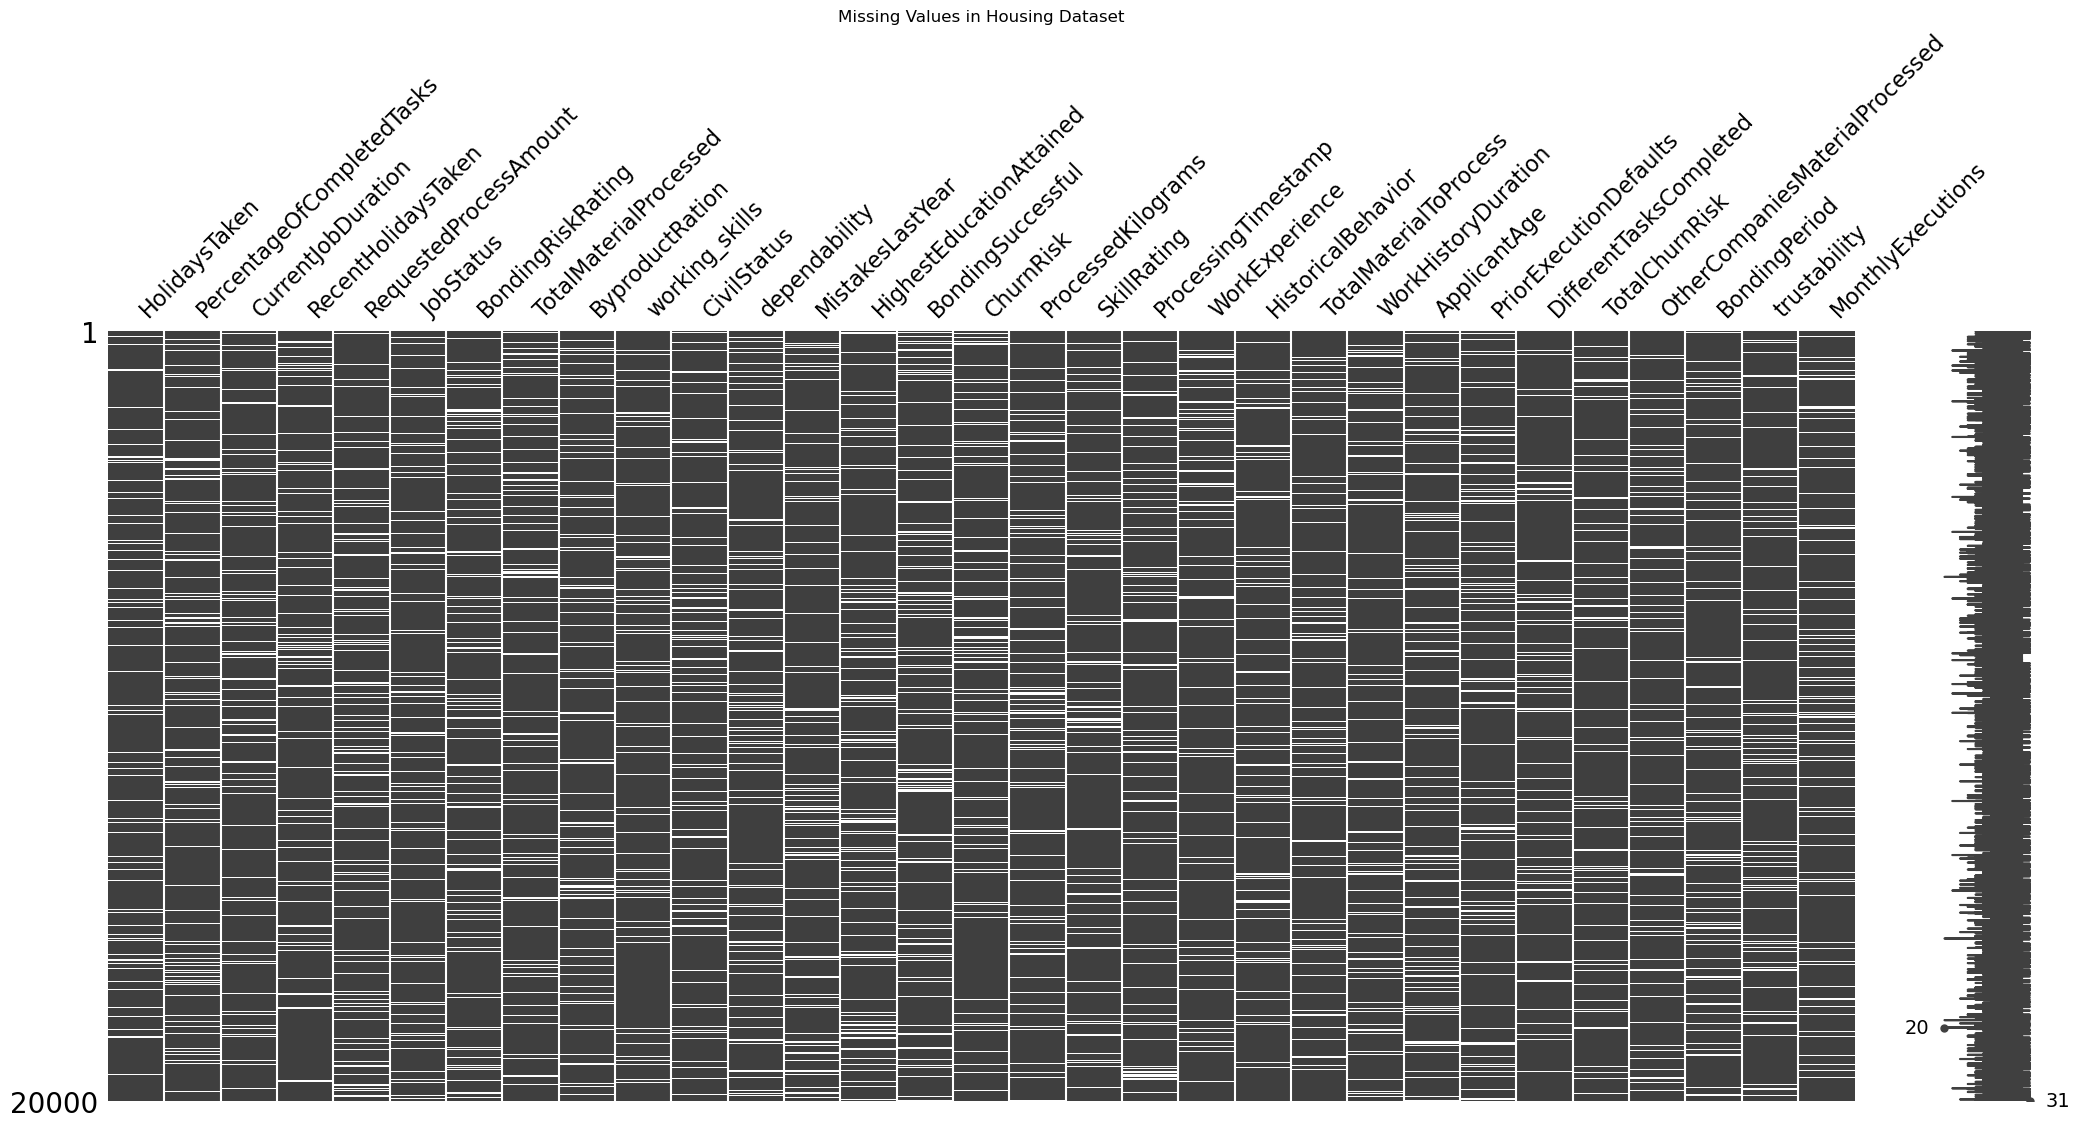 Missing Values in Housing Dataset
HolidaysTaken
PercentageOfCompletedTasks
CurrentJobDuration
RecentHolidaysTaken
RequestedProcessAmount
JobStatus
BondingRiskRating
TotalMaterialProcessed
ByproductRation
working_skills
CivilStatus
dependability
MistakesLastYear
HighestEducationAttained
BondingSuccessful
ChurnRisk
ProcessedKilograms
SkillRating
ProcessingTimestamp
WorkExperience
HistoricalBehavior
TotalMaterialToProcess
WorkHistoryDuration
ApplicantAge
PriorExecutionDefaults
DifferentTasksCompleted
TotalChurnRisk
OtherCompaniesMaterialProcessed
BondingPeriod
trustability
MonthlyExecutions
1
20
20000
31